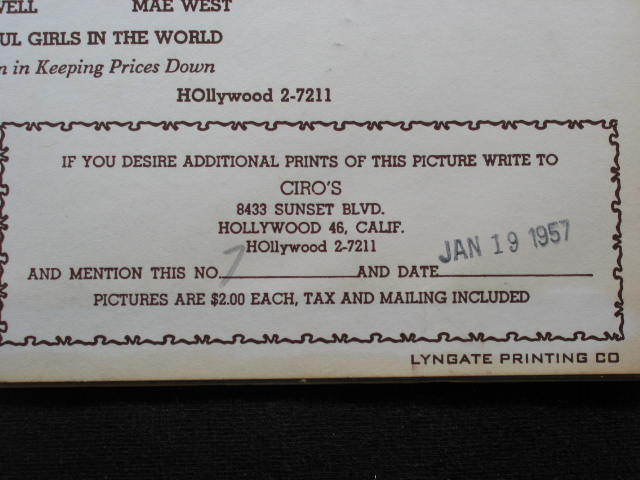 VELL MAE WEST
UL GIRLS IN THE WORLD
n in Keeping Prices Down
HOllywood 2-7211
IF YOU DESIRE ADDITIONAL PRINTS OF THIS PICTURE WRITE TO
CIRO'S
8433 SUNSET BLVD.
HOLLYWOOD 46, CALIF.
HOllywood 2-7211
AND MENTION THIS NO. 7 AND DATE JAN 19 1957
PICTURES ARE $2.00 EACH, TAX AND MAILING INCLUDED
LYNGATE PRINTING CO